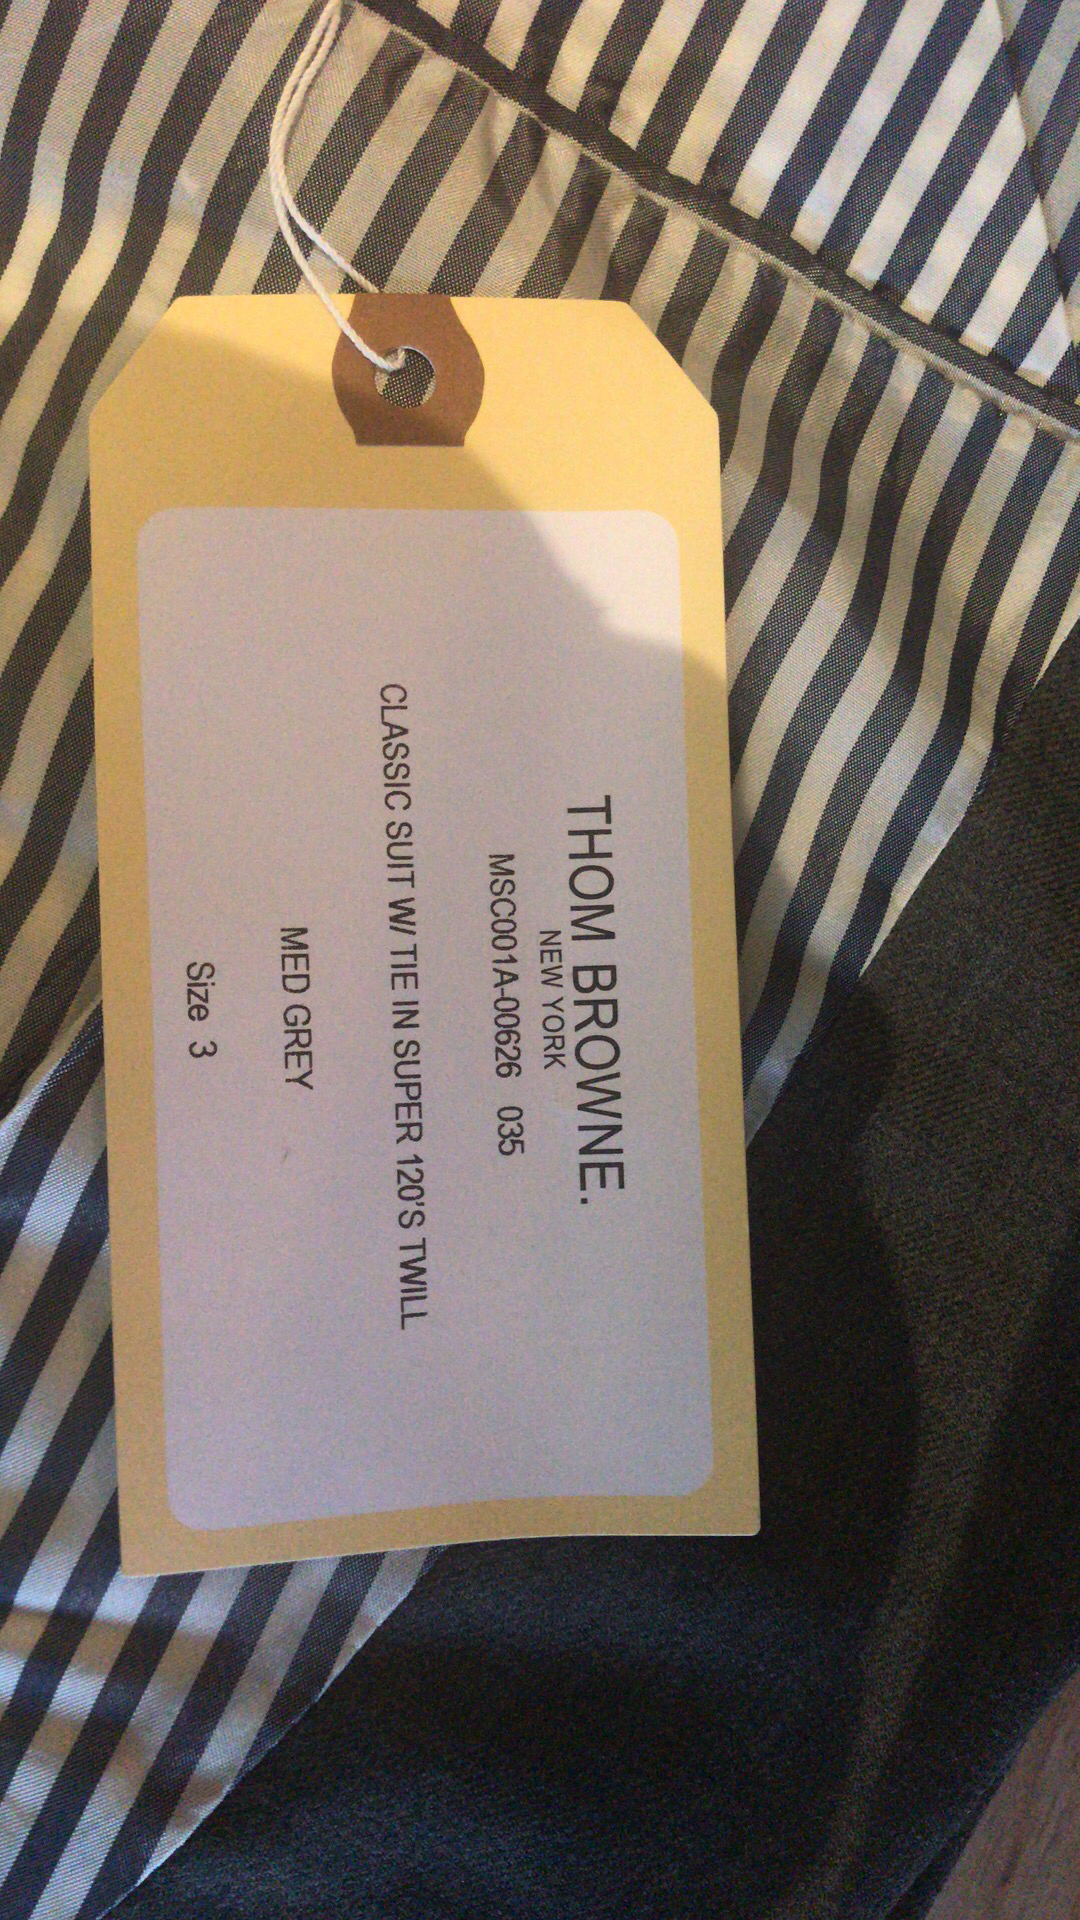 THOM BROWNE.
NEW YORK
MSC001A-00626 035
CLASSIC SUIT W/ TIE IN SUPER 120'S TWILL
MED GREY
Size 3